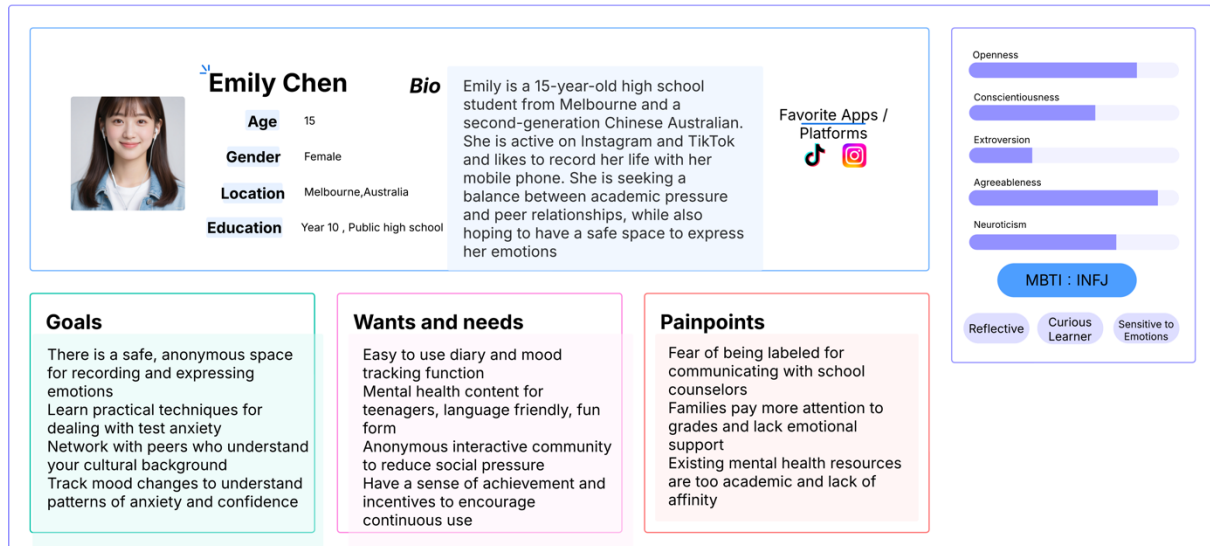 Emily Chen
Age
15
Gender
Female
Location
Melbourne,Australia
Education
Year 10 , Public high school
Bio
Emily is a 15-year-old high school
student from Melbourne and a
second-generation Chinese Australian.
She is active on Instagram and TikTok
and likes to record her life with her
mobile phone. She is seeking a
balance between academic pressure
and peer relationships, while also
hoping to have a safe space to express
her emotions
Favorite Apps /
Platforms
Openness
Conscientiousness
Extroversion
Agreeableness
Neuroticism
MBTI：INFJ
Reflective
Curious
Learner
Sensitive to
Emotions
Goals
There is a safe, anonymous space
for recording and expressing
emotions
Learn practical techniques for
dealing with test anxiety
Network with peers who understand
your cultural background
Track mood changes to understand
patterns of anxiety and confidence
Wants and needs
Easy to use diary and mood
tracking function
Mental health content for
teenagers, language friendly, fun
form
Anonymous interactive community
to reduce social pressure
Have a sense of achievement and
incentives to encourage
continuous use
Painpoints
Fear of being labeled for
communicating with school
counselors
Families pay more attention to
grades and lack emotional
support
Existing mental health resources
are too academic and lack of
affinity